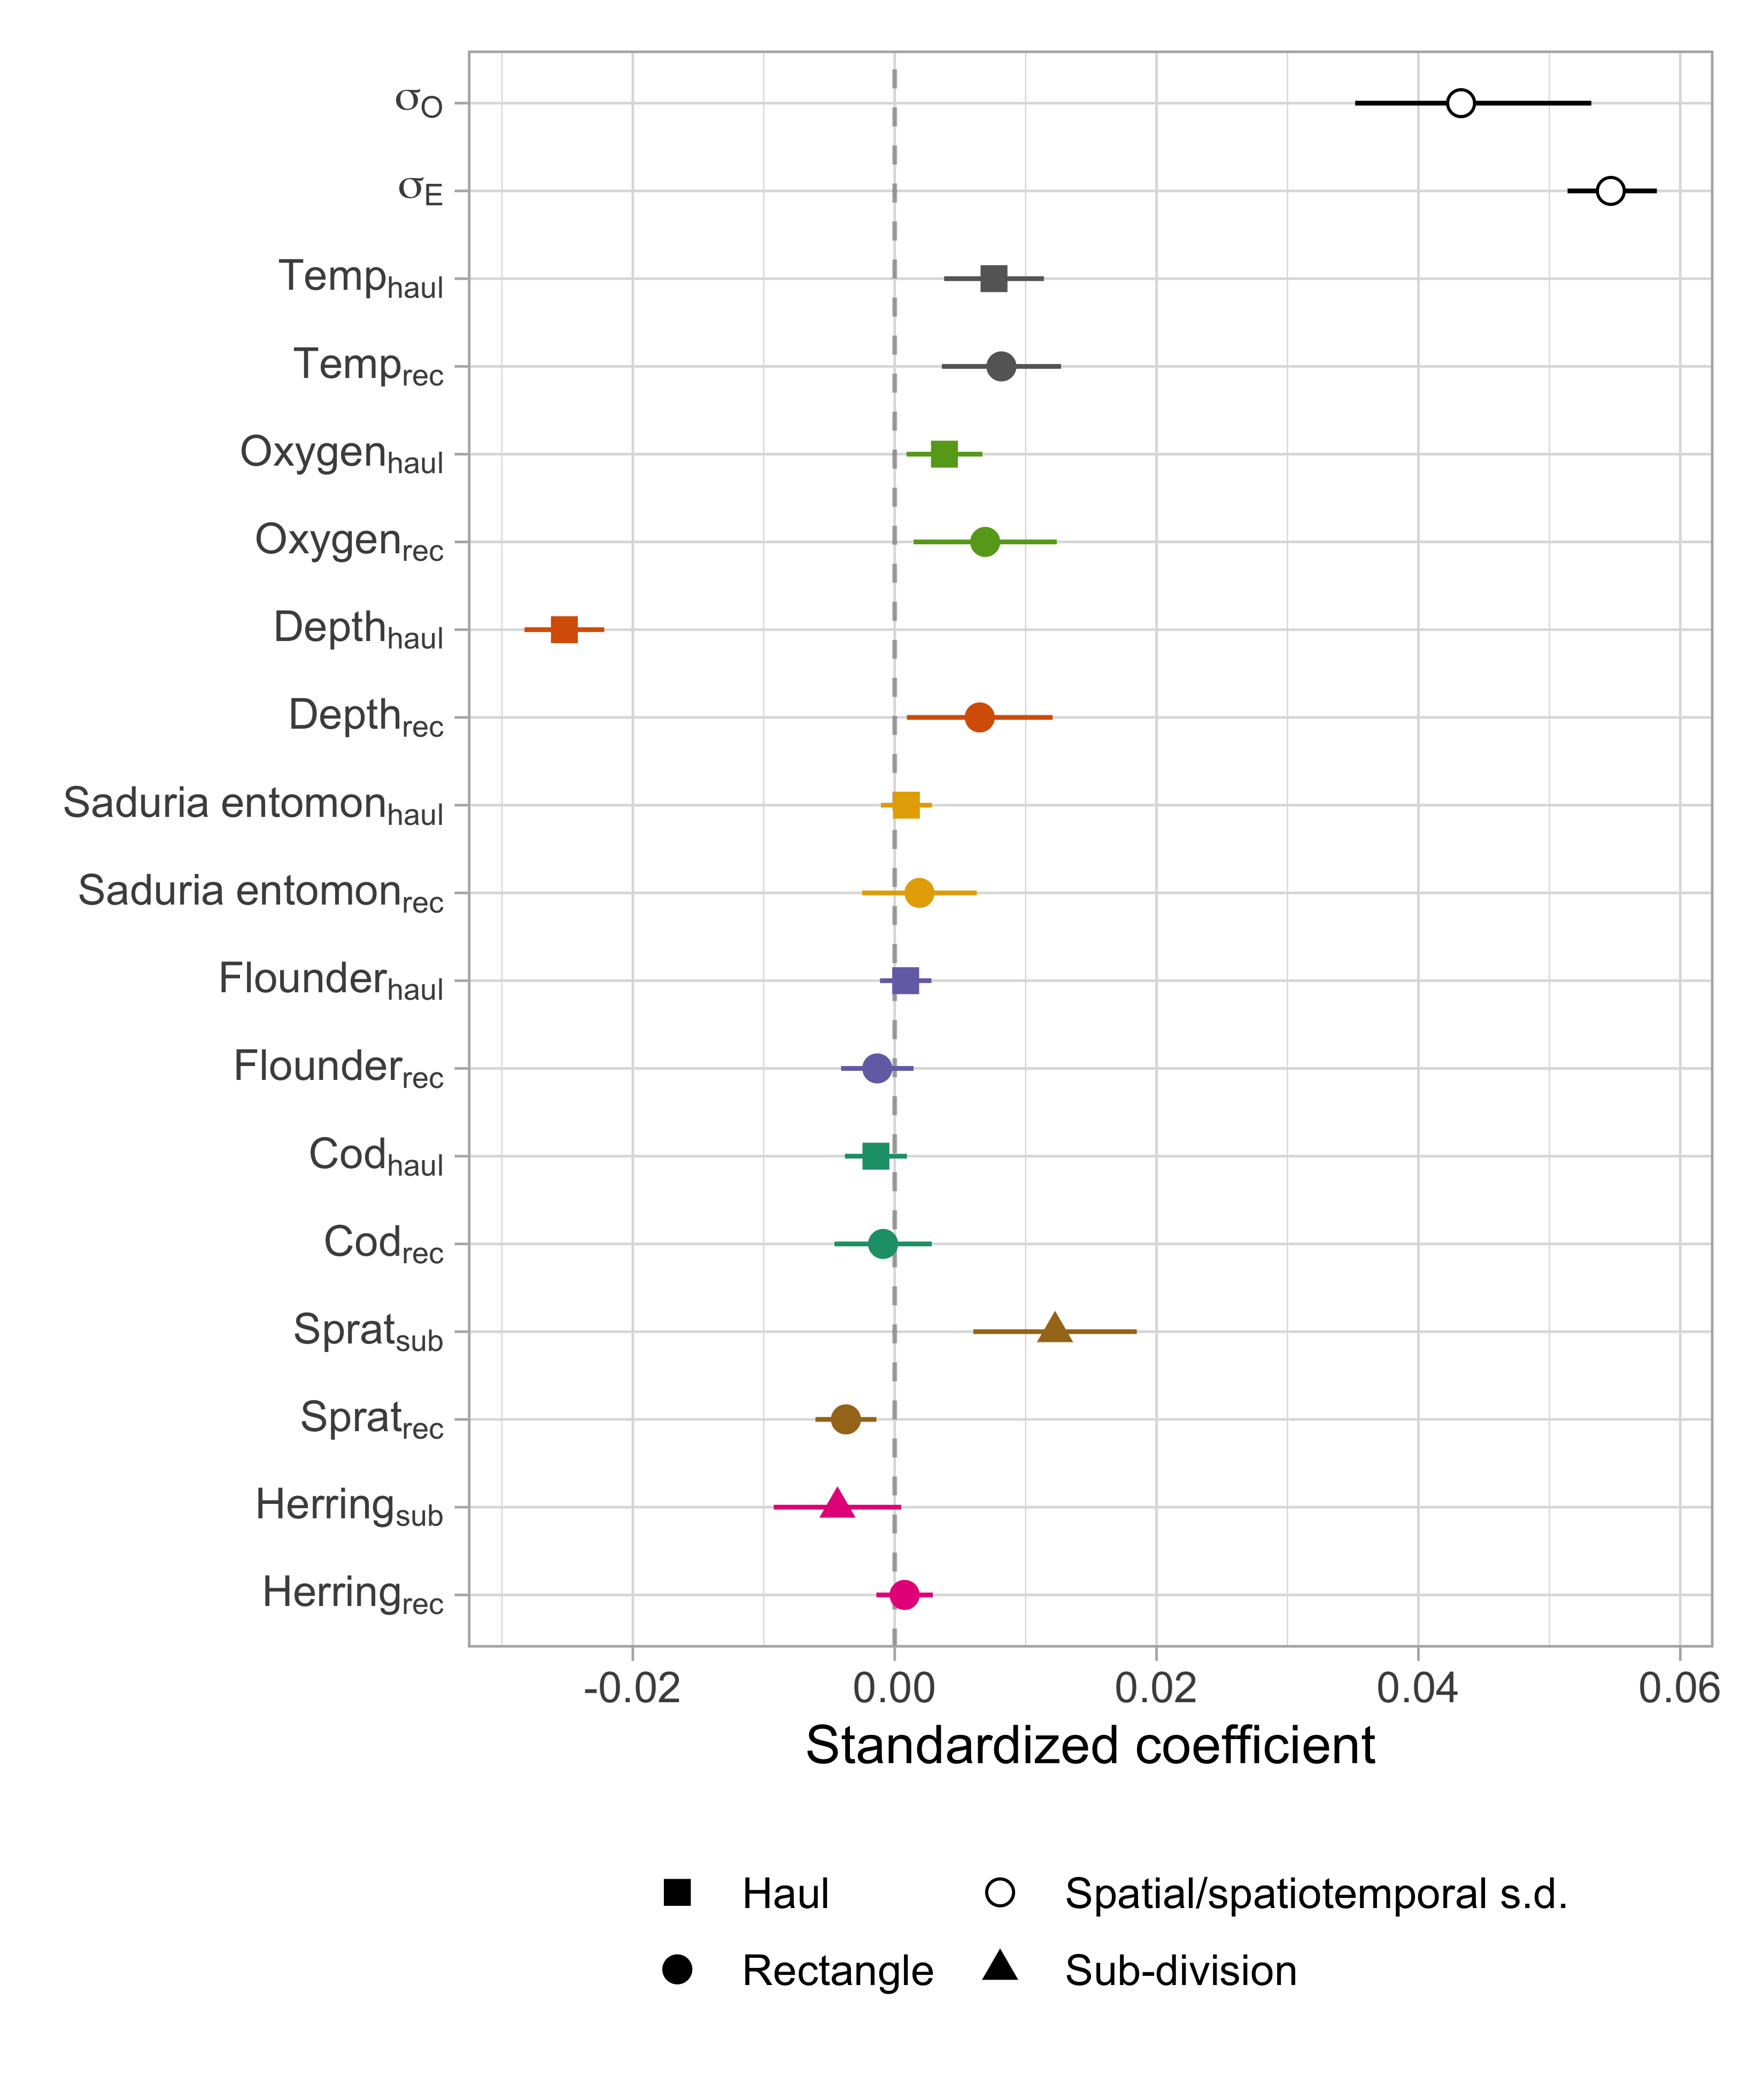 σO
σE
Temphaul
Temprec
Oxygenhaul
Oxygenrec
Depthhaul
Depthrec
Saduria entomonhaul
Saduria entomonrec
Flounderhaul
Flounderrec
Codhaul
Codrec
Spratsub
Spratrec
Herringsub
Herringrec
-0.02 0.00 0.02 0.04 0.06
Standardized coefficient
Haul Spatial/spatiotemporal s.d.
Rectangle Sub-division